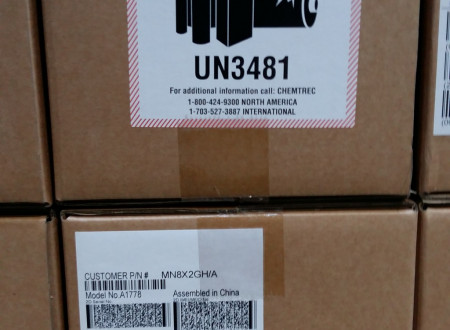 UN3481
For additional information call: CHEMTREC
1-800-424-9300 NORTH AMERICA
1-703-527-3887 INTERNATIONAL
CUSTOMER P/N # MN8X2GH/A
Model No.A1778 Assembled in China